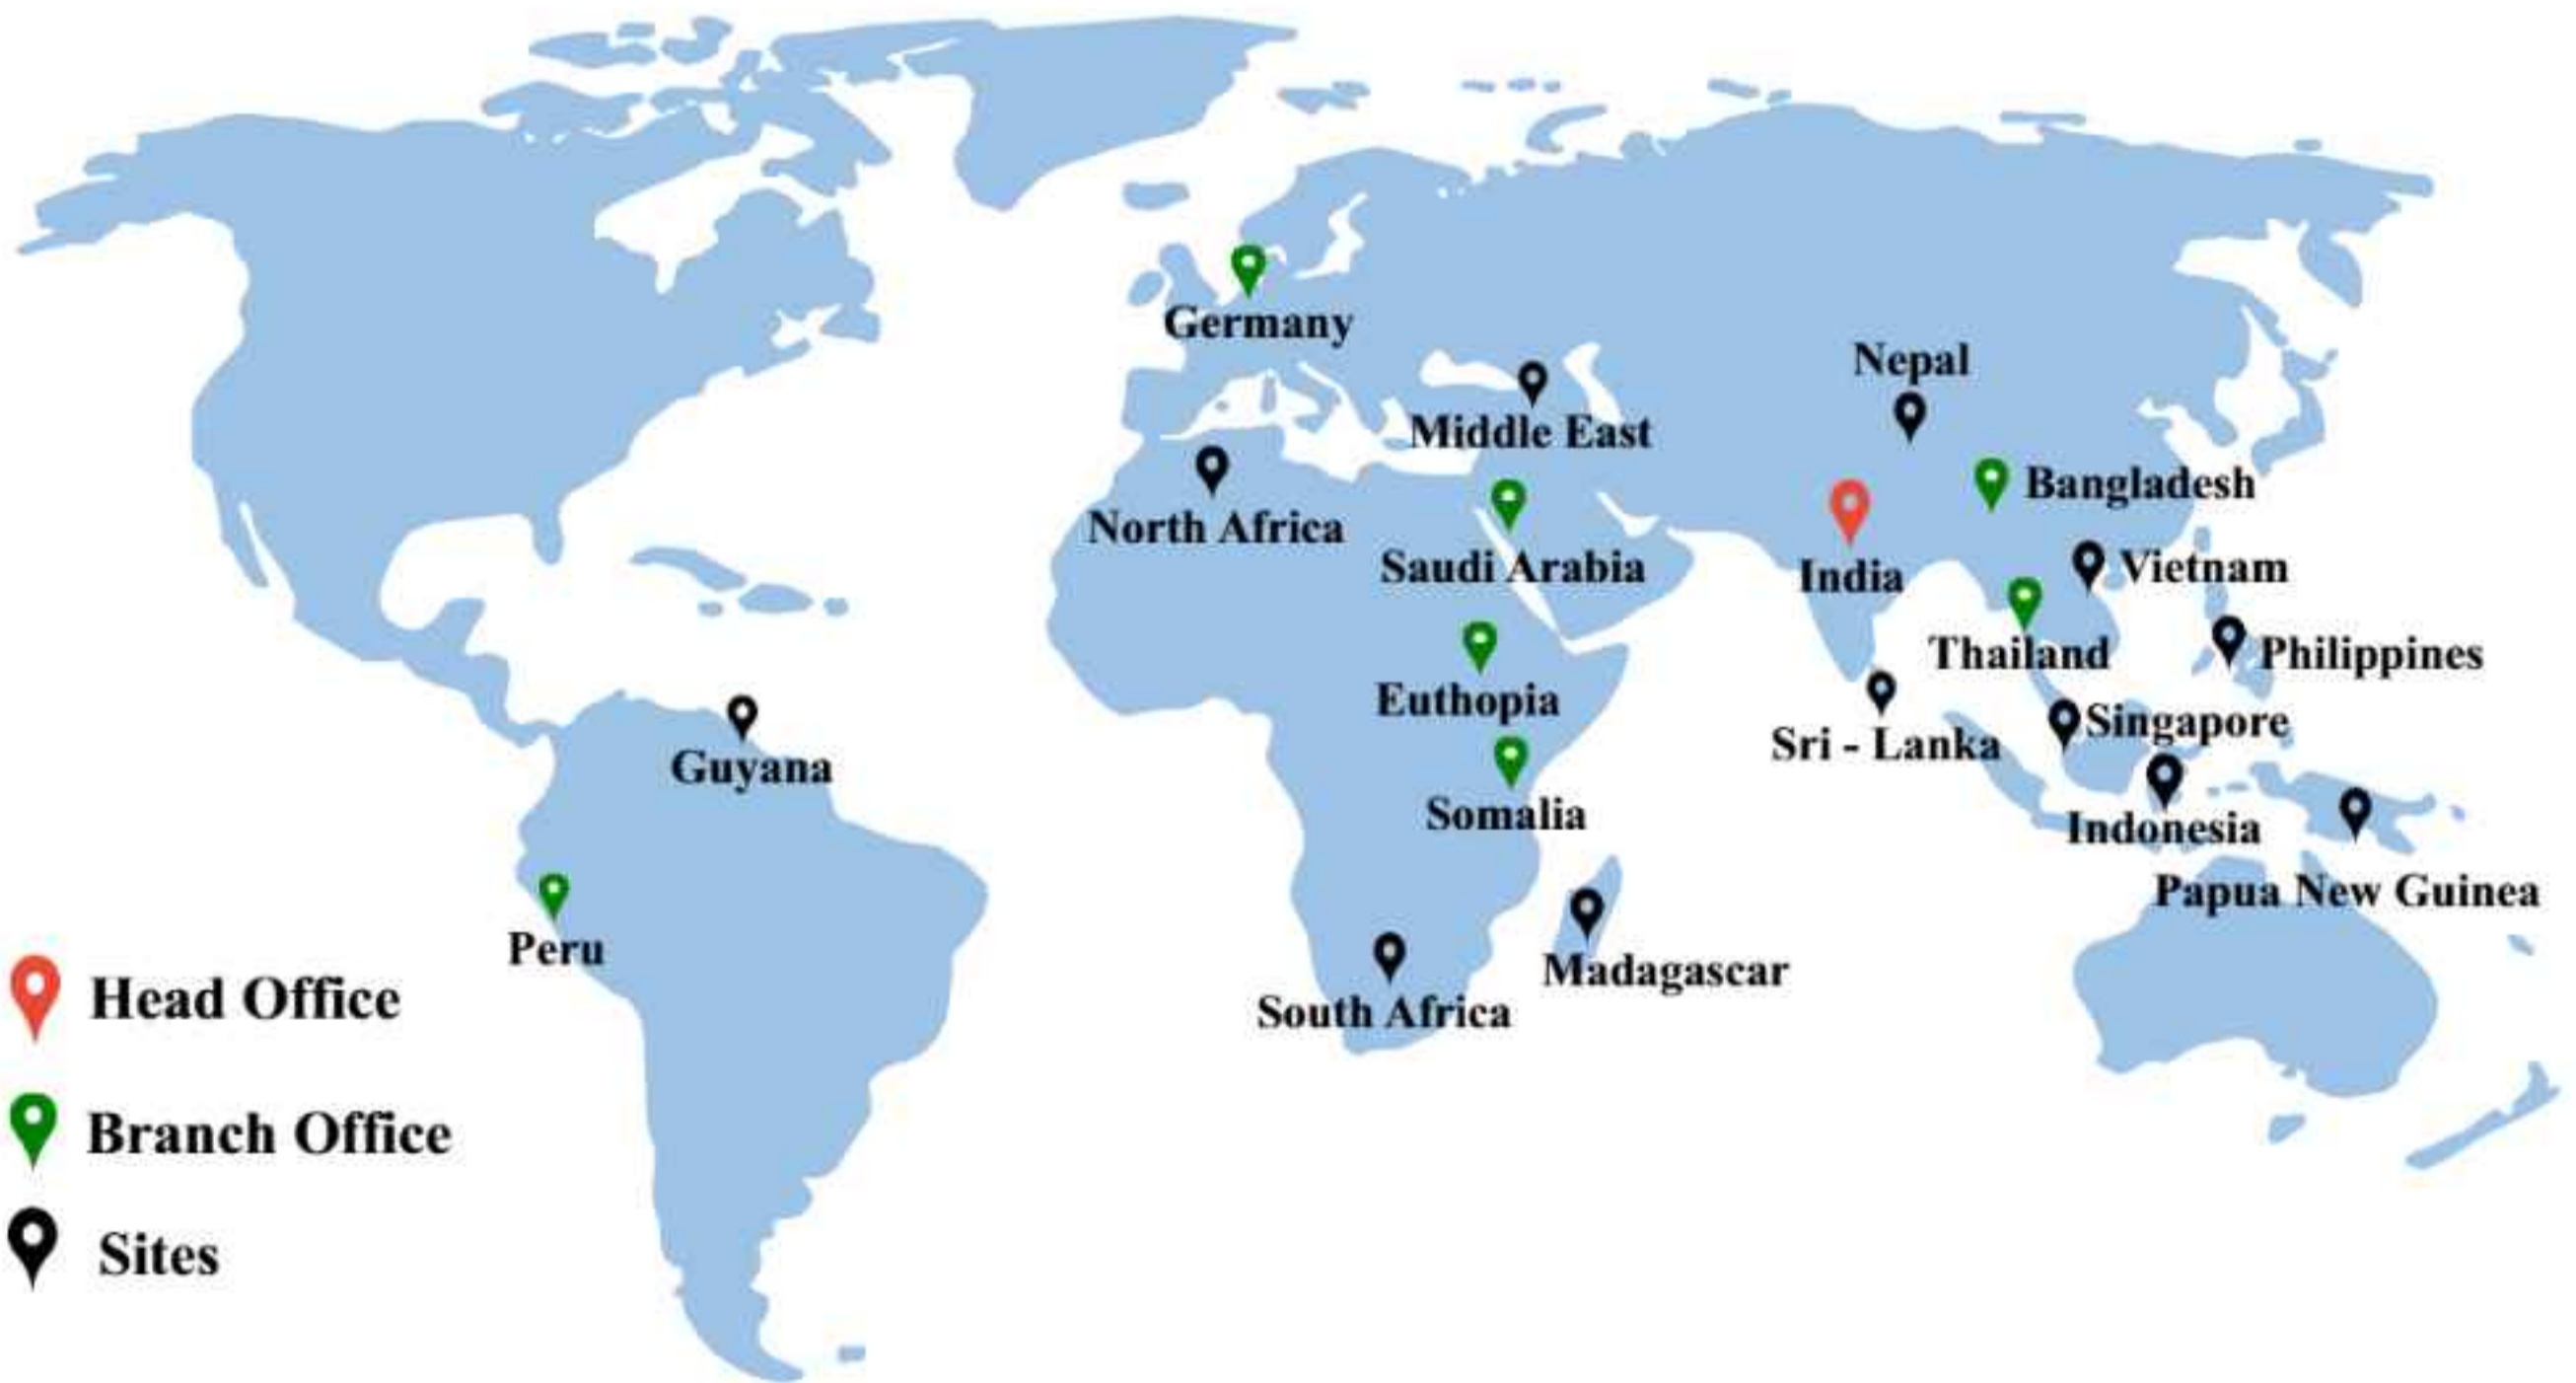 Germany
Nepal
Middle East
Bangladesh
North Africa
Saudi Arabia
India
Vietnam
Thailand
Philippines
Euthopia
Sri - Lanka
Singapore
Guyana
Somalia
Indonesia
Papua New Guinea
Peru
Madagascar
South Africa
Head Office
Branch Office
Sites